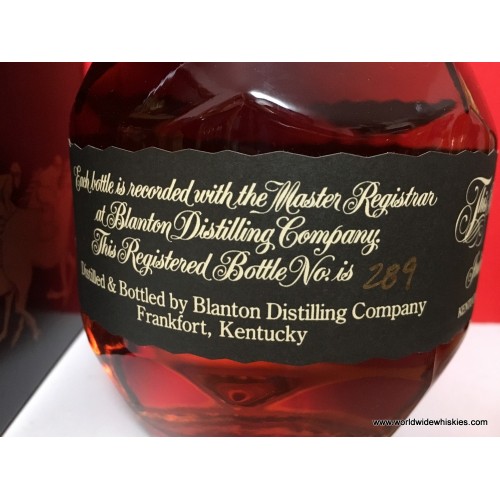 Each bottle is recorded with the Master Registrar
at Blanton Distilling Company.
This Registered Bottle No. is 289
Distilled & Bottled by Blanton Distilling Company
Frankfort, Kentucky
www.worldwidewhiskies.com